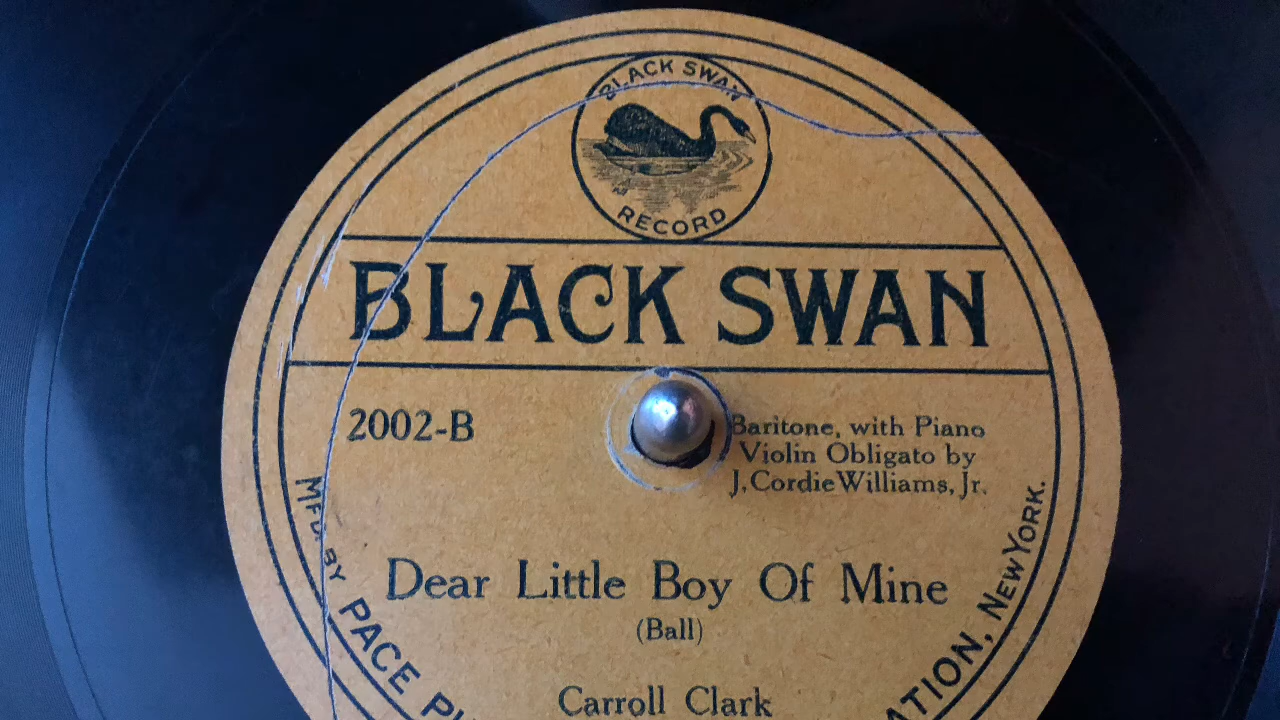 BLACK SWAN
RECORD
BLACK SWAN
2002-B
Baritone, with Piano
Violin Obligato by
J. Cordie Williams, Jr.
Dear Little Boy Of Mine
(Ball)
Carroll Clark
MFD. BY PACE
NEW YORK.